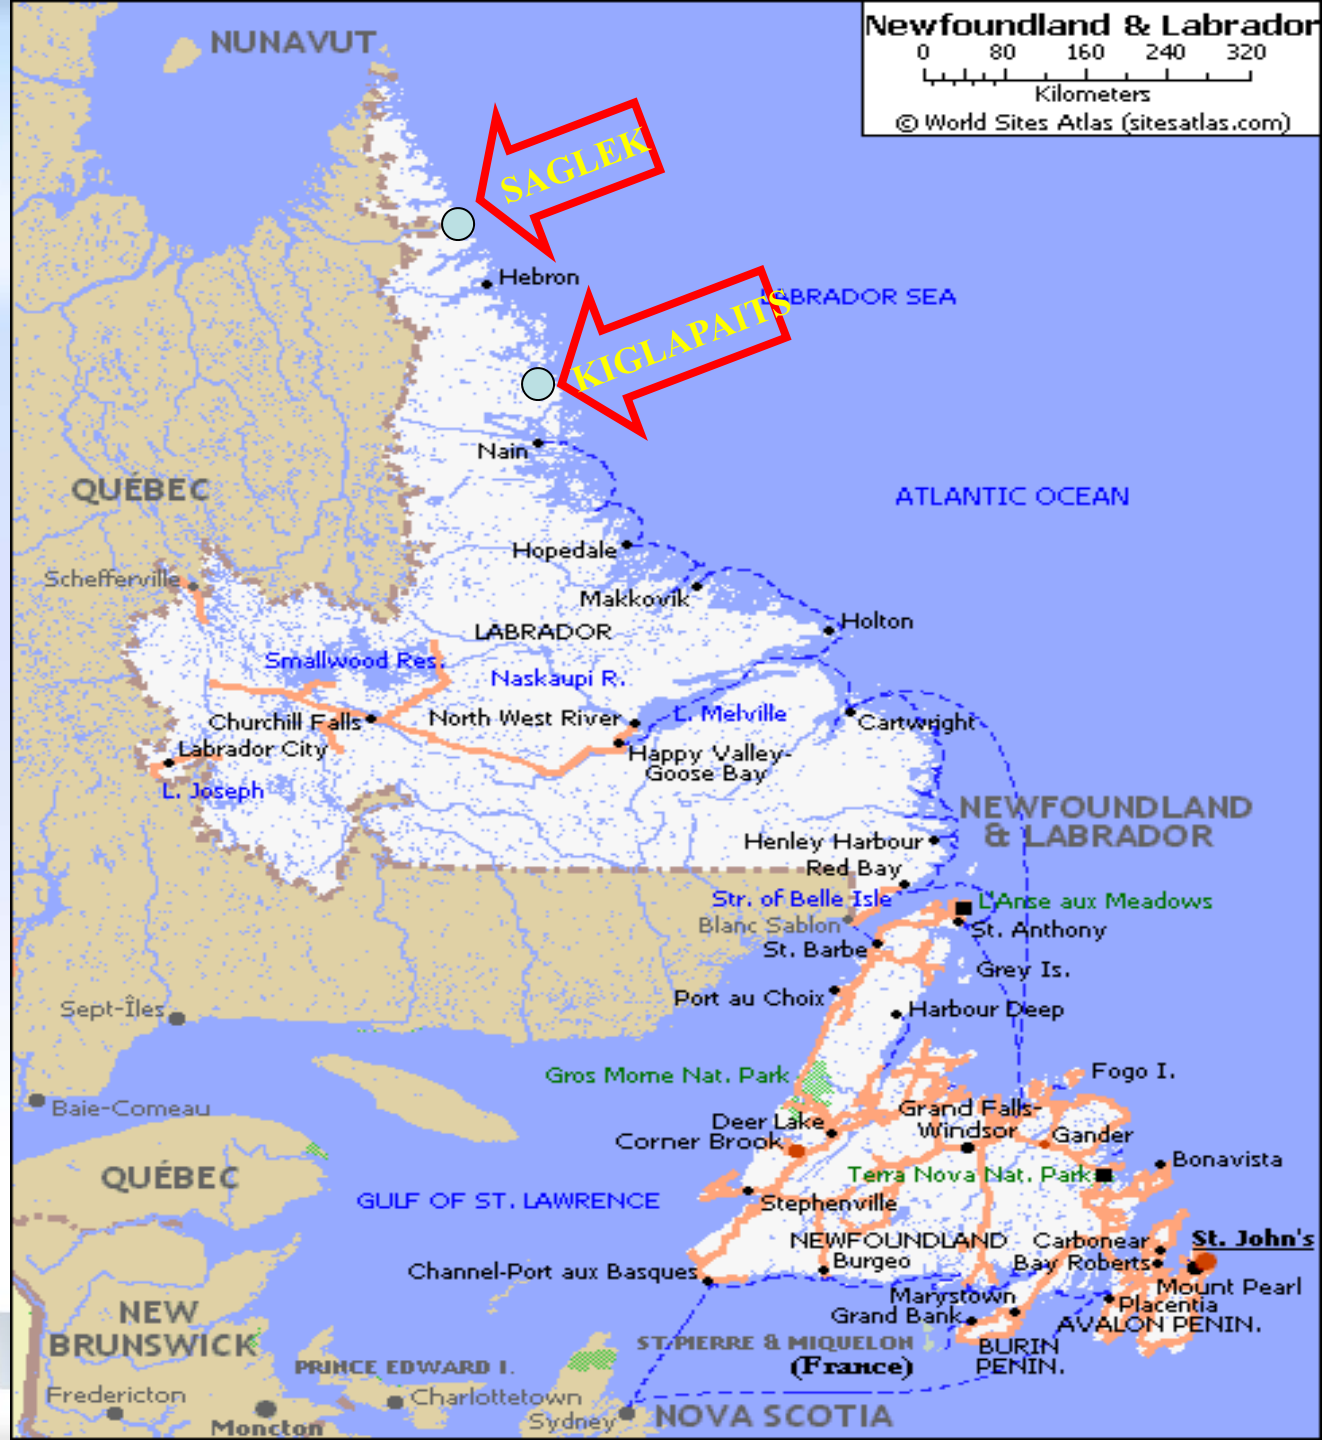 Newfoundland & Labrador
0 80 160 240 320
Kilometers
© World Sites Atlas (sitesatlas.com)
NUNAVUT
SAGLEK
Hebron
LABRADOR SEA
KIGLAPAITS
Nain
QUÉBEC
ATLANTIC OCEAN
Hopedale
Schefferville
Makkovik
Holton
LABRADOR
Smallwood Res.
Naskaupi R.
Churchill Falls
North West River
L. Melville
Cartwright
Labrador City
Happy Valley-
Goose Bay
L. Joseph
NEWFOUNDLAND
& LABRADOR
Henley Harbour
Red Bay
Str. of Belle Isle
L'Anse aux Meadows
Blanc Sablon
St. Anthony
St. Barbe
Grey Is.
Port au Choix
Sept-Îles
Harbour Deep
Gros Morne Nat. Park
Fogo I.
Baie-Comeau
Deer Lake
Grand Falls-
Windsor
Corner Brook
Gander
QUÉBEC
Terra Nova Nat. Park
Bonavista
GULF OF ST. LAWRENCE
Stephenville
NEWFOUNDLAND
Carbonear
St. John's
Channel-Port aux Basques
Burgeo
Bay Roberts
Mount Pearl
Marystown
Placentia
Grand Bank
AVALON PENIN.
NEW
BRUNSWICK
ST. PIERRE & MIQUELON
(France)
BURIN
PENIN.
PRINCE EDWARD I.
Fredericton
Charlottetown
Moncton
Sydney
NOVA SCOTIA